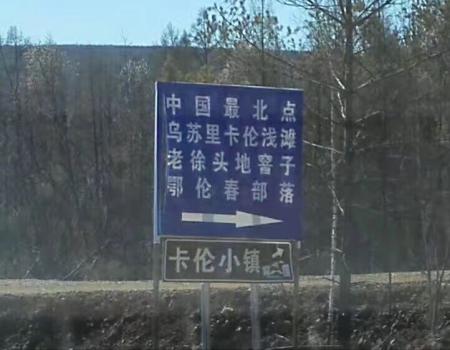 中国最北点
乌苏里卡伦浅滩
老徐头地窨子
鄂伦春部落
卡伦小镇